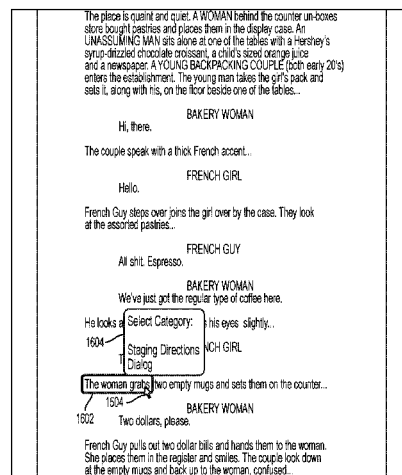 The place is quaint and quiet. A WOMAN behind the counter un-boxes
store bought pastries and places them in the display case. An
UNASSUMING MAN sits alone at one of the tables with a Hershey's
syrup-drizzled chocolate croissant, a child's sized orange juice
and a newspaper. A YOUNG BACKPACKING COUPLE (both early 20's)
enters the establishment. The young man takes the girl's pack and
sets it, along with his, on the floor beside one of the tables...
BAKERY WOMAN
Hi, there.
The couple speak with a thick French accent...
FRENCH GIRL
Hello.
French Guy steps over joins the girl over by the case. They look
at the assorted pastries...
FRENCH GUY
All shit. Espresso.
BAKERY WOMAN
We've just got the regular type of coffee here.
He looks a
Select Category:
s his eyes slightly...
1604
T
NCH GIRL
Staging Directions
Dialog
The woman grabs two empty mugs and sets them on the counter...
1602
1504
BAKERY WOMAN
Two dollars, please.
French Guy pulls out two dollar bills and hands them to the woman.
She places them in the register and smiles. The couple look down
at the empty mugs and back up to the woman, confused...